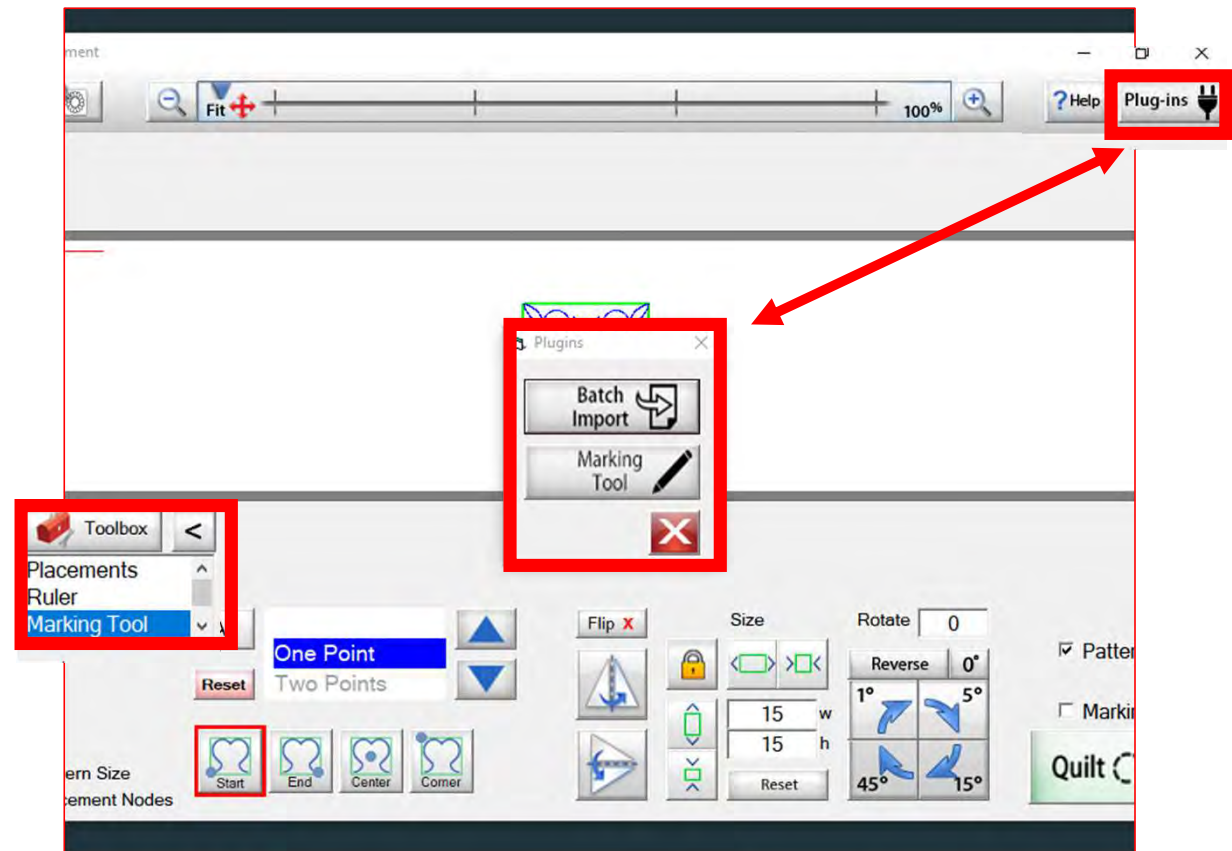 ment
Fit
100%
?Help
Plug-ins
Plugins
Batch
Import
Marking
Tool
Toolbox
<
Placements
Ruler
Marking Tool
One Point
Two Points
Reset
Start
End
Center
Corner
ern Size
cement Nodes
Flip X
Size
15 w
15 h
Reset
Rotate 0
Reverse 0°
1° 5°
45° 15°
Patter
Markin
Quilt